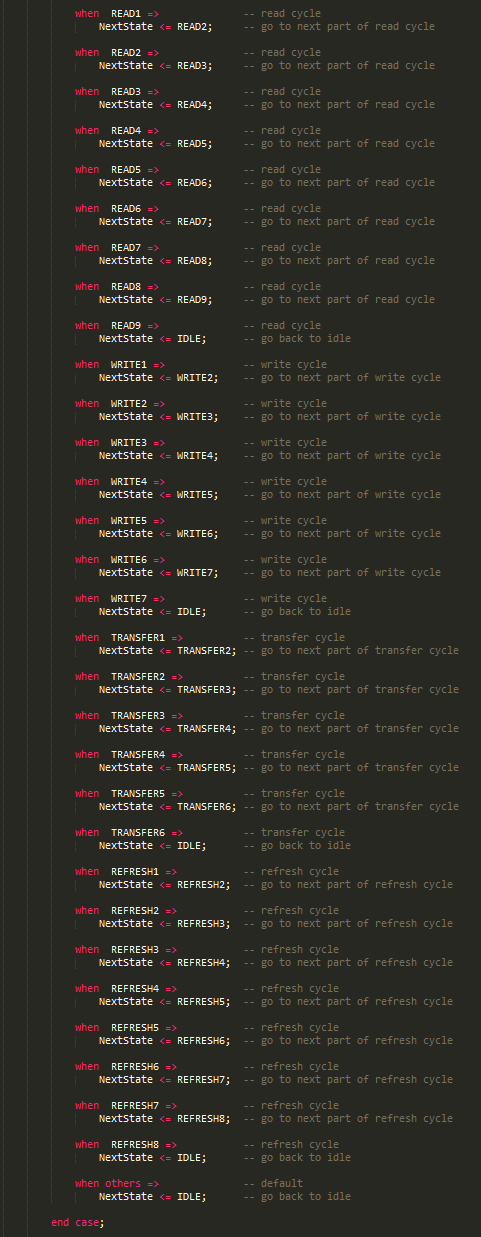 when  READ1 =>              -- read cycle
    NextState <= READ2;     -- go to next part of read cycle
when  READ2 =>              -- read cycle
    NextState <= READ3;     -- go to next part of read cycle
when  READ3 =>              -- read cycle
    NextState <= READ4;     -- go to next part of read cycle
when  READ4 =>              -- read cycle
    NextState <= READ5;     -- go to next part of read cycle
when  READ5 =>              -- read cycle
    NextState <= READ6;     -- go to next part of read cycle
when  READ6 =>              -- read cycle
    NextState <= READ7;     -- go to next part of read cycle
when  READ7 =>              -- read cycle
    NextState <= READ8;     -- go to next part of read cycle
when  READ8 =>              -- read cycle
    NextState <= READ9;     -- go to next part of read cycle
when  READ9 =>              -- read cycle
    NextState <= IDLE;      -- go back to idle
when  WRITE1 =>             -- write cycle
    NextState <= WRITE2;    -- go to next part of write cycle
when  WRITE2 =>             -- write cycle
    NextState <= WRITE3;    -- go to next part of write cycle
when  WRITE3 =>             -- write cycle
    NextState <= WRITE4;    -- go to next part of write cycle
when  WRITE4 =>             -- write cycle
    NextState <= WRITE5;    -- go to next part of write cycle
when  WRITE5 =>             -- write cycle
    NextState <= WRITE6;    -- go to next part of write cycle
when  WRITE6 =>             -- write cycle
    NextState <= WRITE7;    -- go to next part of write cycle
when  WRITE7 =>             -- write cycle
    NextState <= IDLE;      -- go back to idle
when  TRANSFER1 =>          -- transfer cycle
    NextState <= TRANSFER2; -- go to next part of transfer cycle
when  TRANSFER2 =>          -- transfer cycle
    NextState <= TRANSFER3; -- go to next part of transfer cycle
when  TRANSFER3 =>          -- transfer cycle
    NextState <= TRANSFER4; -- go to next part of transfer cycle
when  TRANSFER4 =>          -- transfer cycle
    NextState <= TRANSFER5; -- go to next part of transfer cycle
when  TRANSFER5 =>          -- transfer cycle
    NextState <= TRANSFER6; -- go to next part of transfer cycle
when  TRANSFER6 =>          -- transfer cycle
    NextState <= IDLE;      -- go back to idle
when  REFRESH1 =>           -- refresh cycle
    NextState <= REFRESH2;  -- go to next part of refresh cycle
when  REFRESH2 =>           -- refresh cycle
    NextState <= REFRESH3;  -- go to next part of refresh cycle
when  REFRESH3 =>           -- refresh cycle
    NextState <= REFRESH4;  -- go to next part of refresh cycle
when  REFRESH4 =>           -- refresh cycle
    NextState <= REFRESH5;  -- go to next part of refresh cycle
when  REFRESH5 =>           -- refresh cycle
    NextState <= REFRESH6;  -- go to next part of refresh cycle
when  REFRESH6 =>           -- refresh cycle
    NextState <= REFRESH7;  -- go to next part of refresh cycle
when  REFRESH7 =>           -- refresh cycle
    NextState <= REFRESH8;  -- go to next part of refresh cycle
when  REFRESH8 =>           -- refresh cycle
    NextState <= IDLE;      -- go back to idle
when others =>              -- default
    NextState <= IDLE;      -- go back to idle
end case;